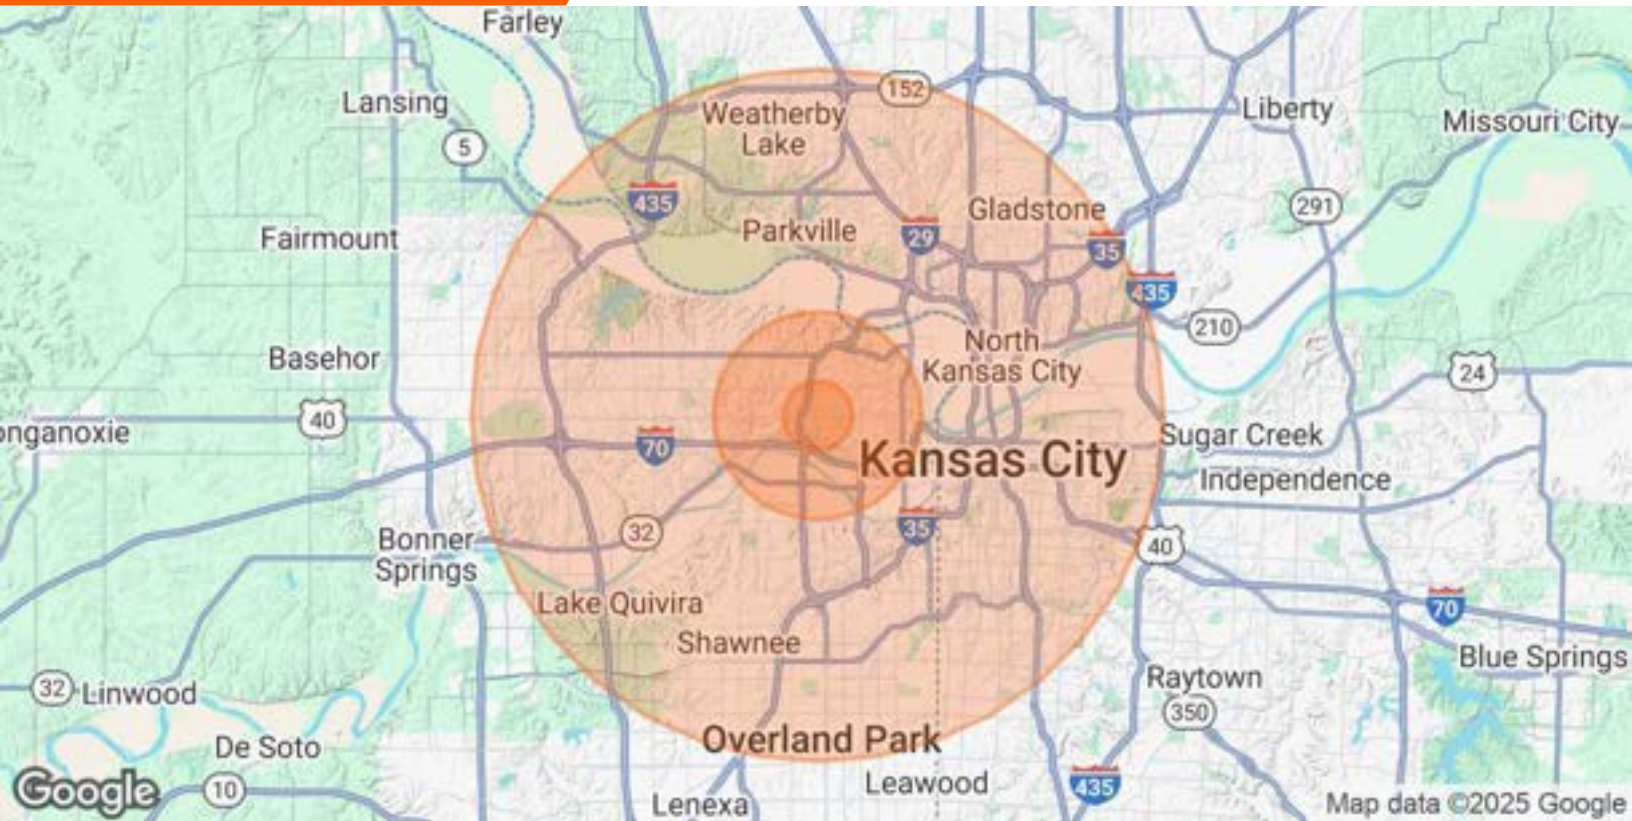 Farley
152
Lansing
Weatherby
Lake
Liberty
Missouri City
5
435
291
Gladstone
Parkville
29
35
Fairmount
435
210
North
Kansas City
Basehor
24
40
onganoxie
Sugar Creek
70
Kansas City
Independence
35
32
40
Bonner
Springs
Lake Quivira
70
Shawnee
Blue Springs
Raytown
32
Linwood
350
Overland Park
De Soto
Leawood
435
Google
10
Lenexa
Map data ©2025 Google